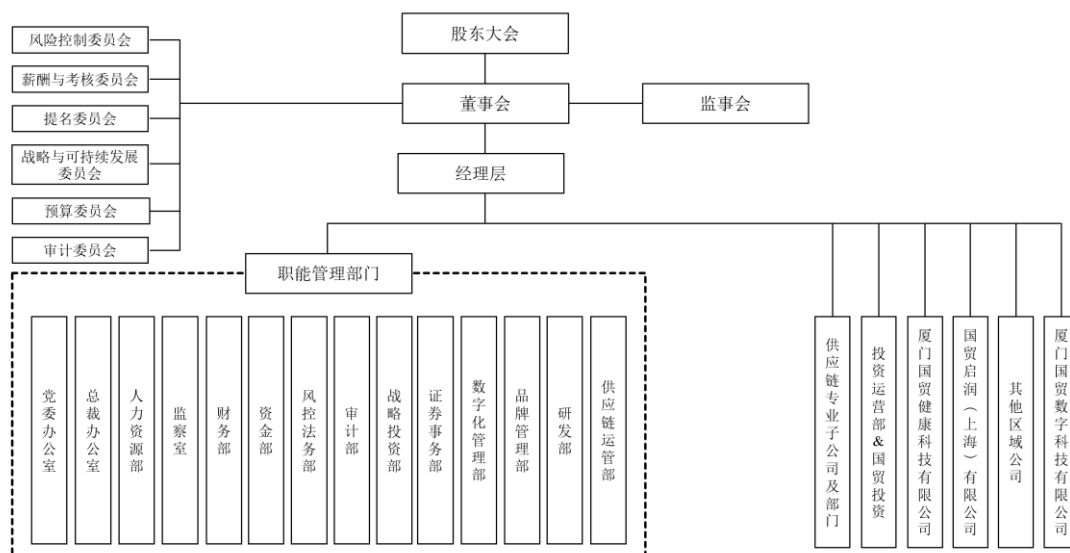 股东大会
风险控制委员会
薪酬与考核委员会
董事会
监事会
提名委员会
战略与可持续发展
委员会
经理层
预算委员会
审计委员会
职能管理部门
党委办公室
总裁办公室
人力资源部
监察室
财务部
资金部
风控法务部
审计部
战略投资部
证券事务部
数字化管理部
品牌管理部
研发部
供应链运管部
供应链专业子公司及部门
投资运营部&国贸投资
厦门国贸健康科技有限公司
国贸启润（上海）有限公司
其他区域公司
厦门国贸数字科技有限公司